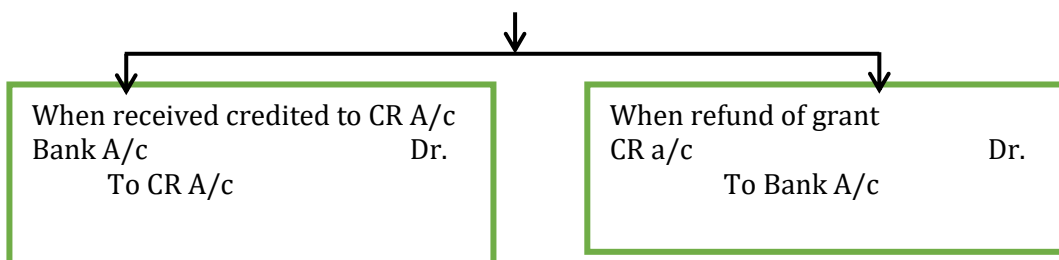 When received credited to CR A/c
Bank A/c Dr.
To CR A/c
When refund of grant
CR a/c Dr.
To Bank A/c